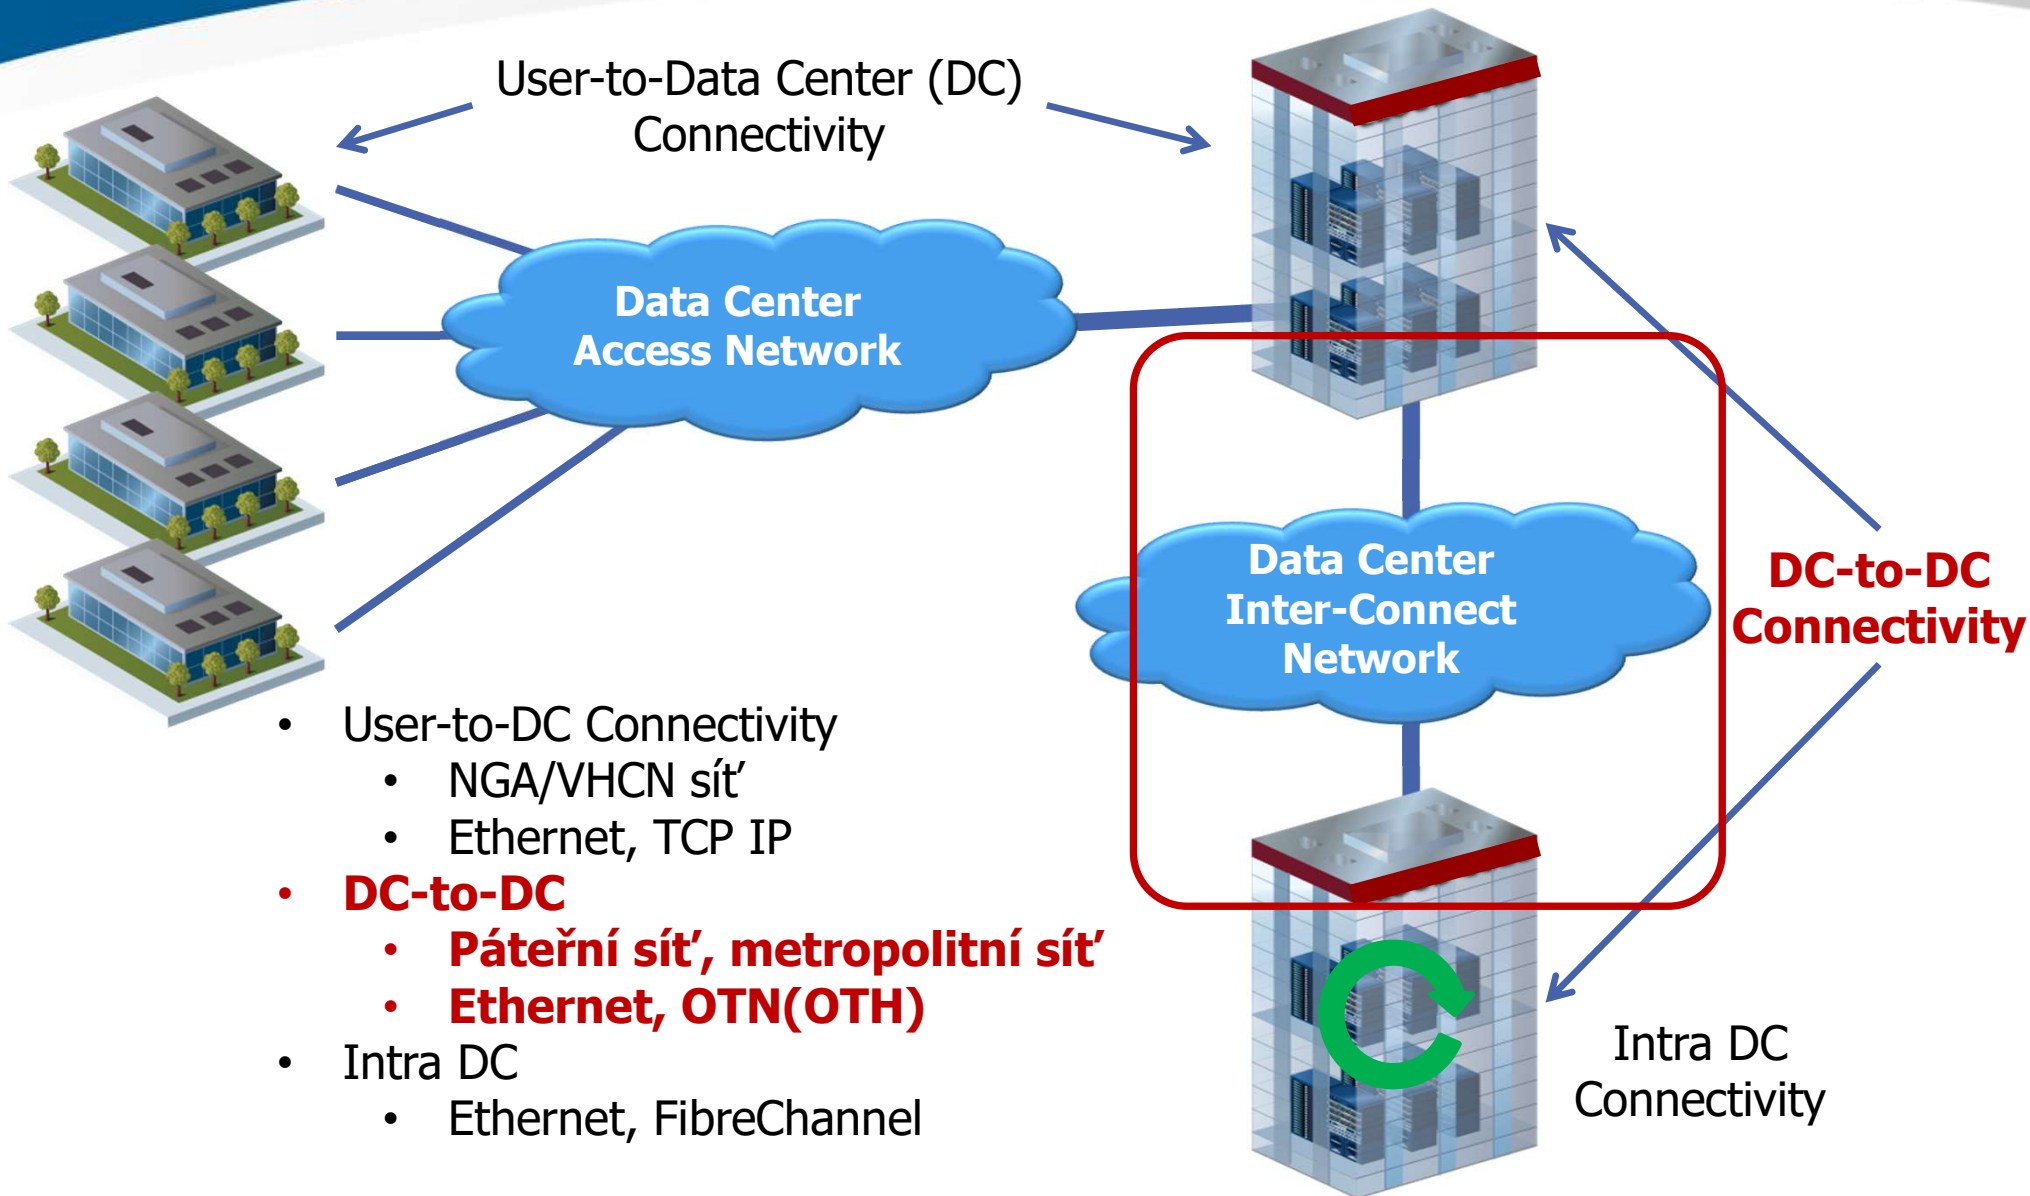 User-to-Data Center (DC)
Connectivity
Data Center
Access Network
Data Center
Inter-Connect
Network
DC-to-DC
Connectivity
• User-to-DC Connectivity
• NGA/VHCN síť
• Ethernet, TCP IP
• DC-to-DC
• Páteřní síť, metropolitní síť
• Ethernet, OTN(OTH)
• Intra DC
• Ethernet, FibreChannel
Intra DC
Connectivity